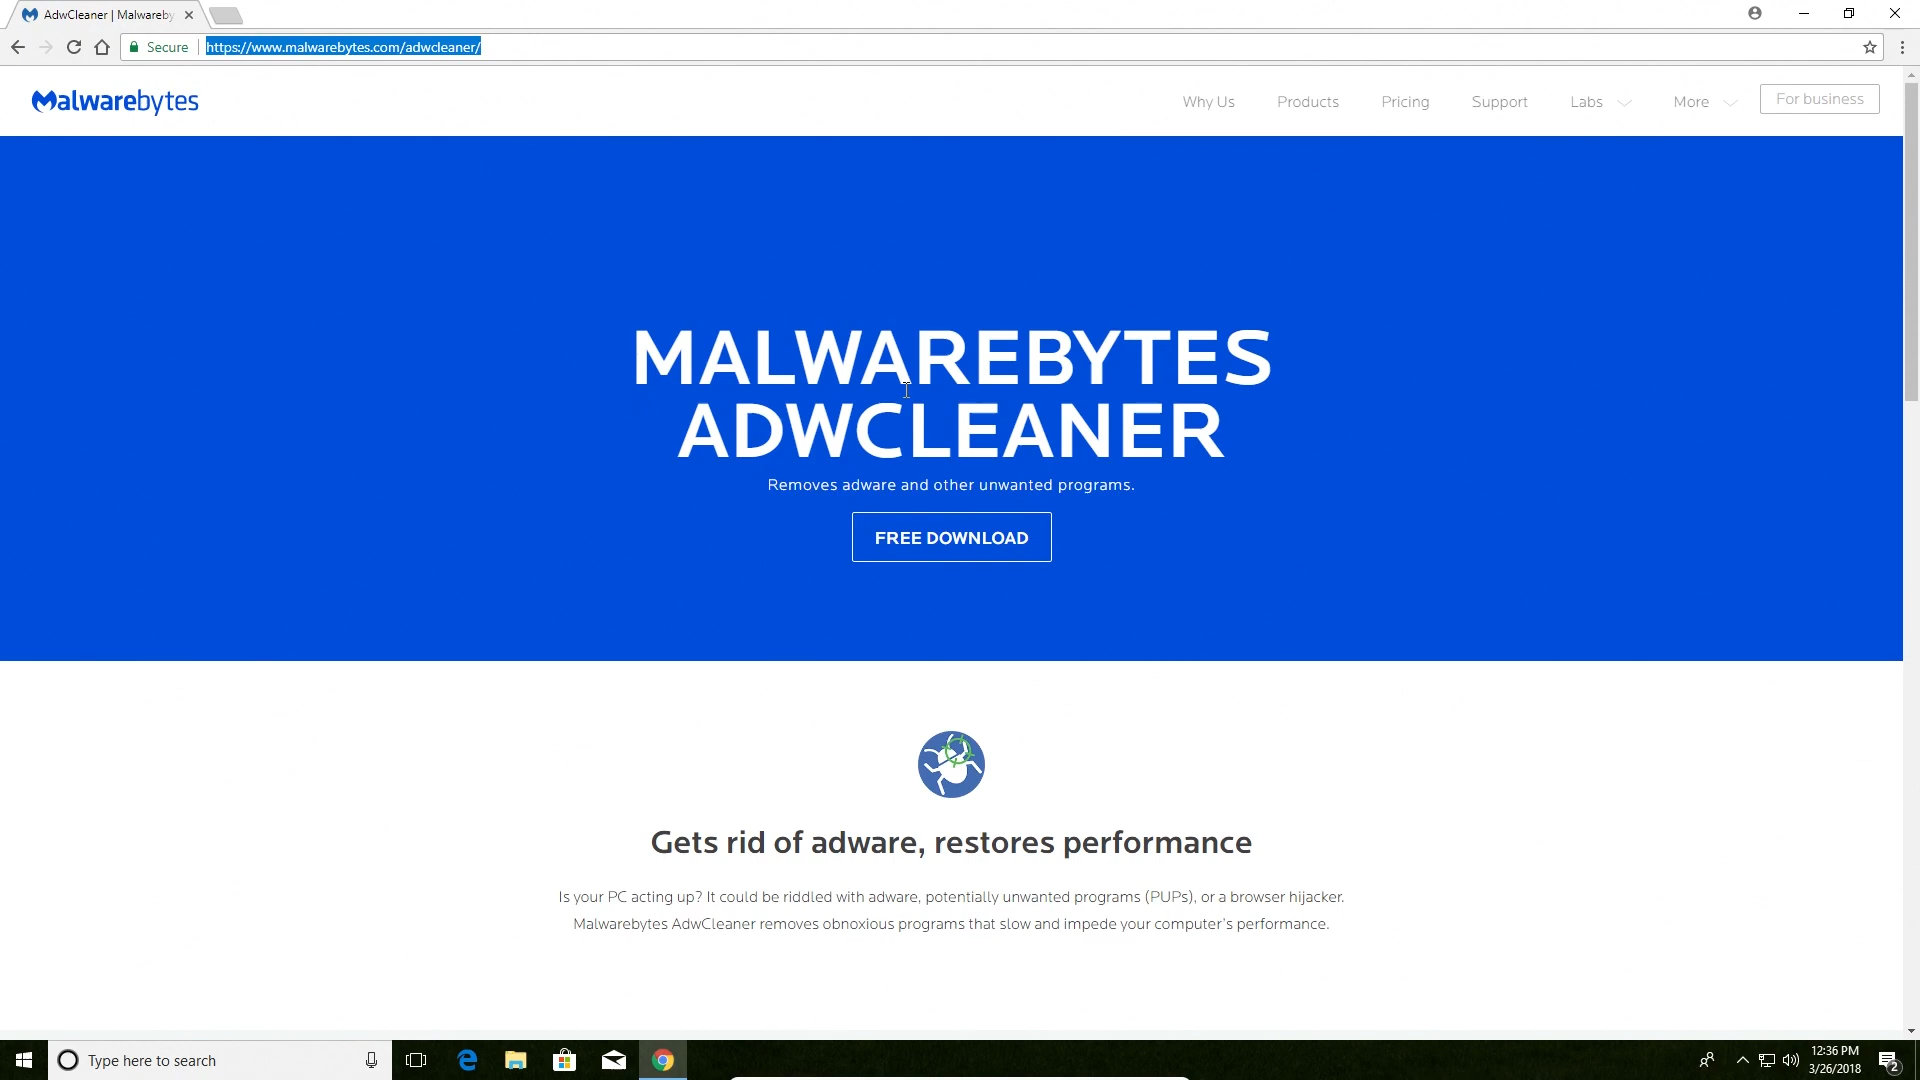 AdwCleaner | Malwareby
Secure
https://www.malwarebytes.com/adwcleaner/
Malwarebytes
Why Us Products Pricing Support Labs More For business
MALWAREBYTES
ADWCLEANER
Removes adware and other unwanted programs.
FREE DOWNLOAD
Gets rid of adware, restores performance
Is your PC acting up? It could be riddled with adware, potentially unwanted programs (PUPs), or a browser hijacker.
Malwarebytes AdwCleaner removes obnoxious programs that slow and impede your computer's performance.
Type here to search
12:36 PM
3/26/2018
2